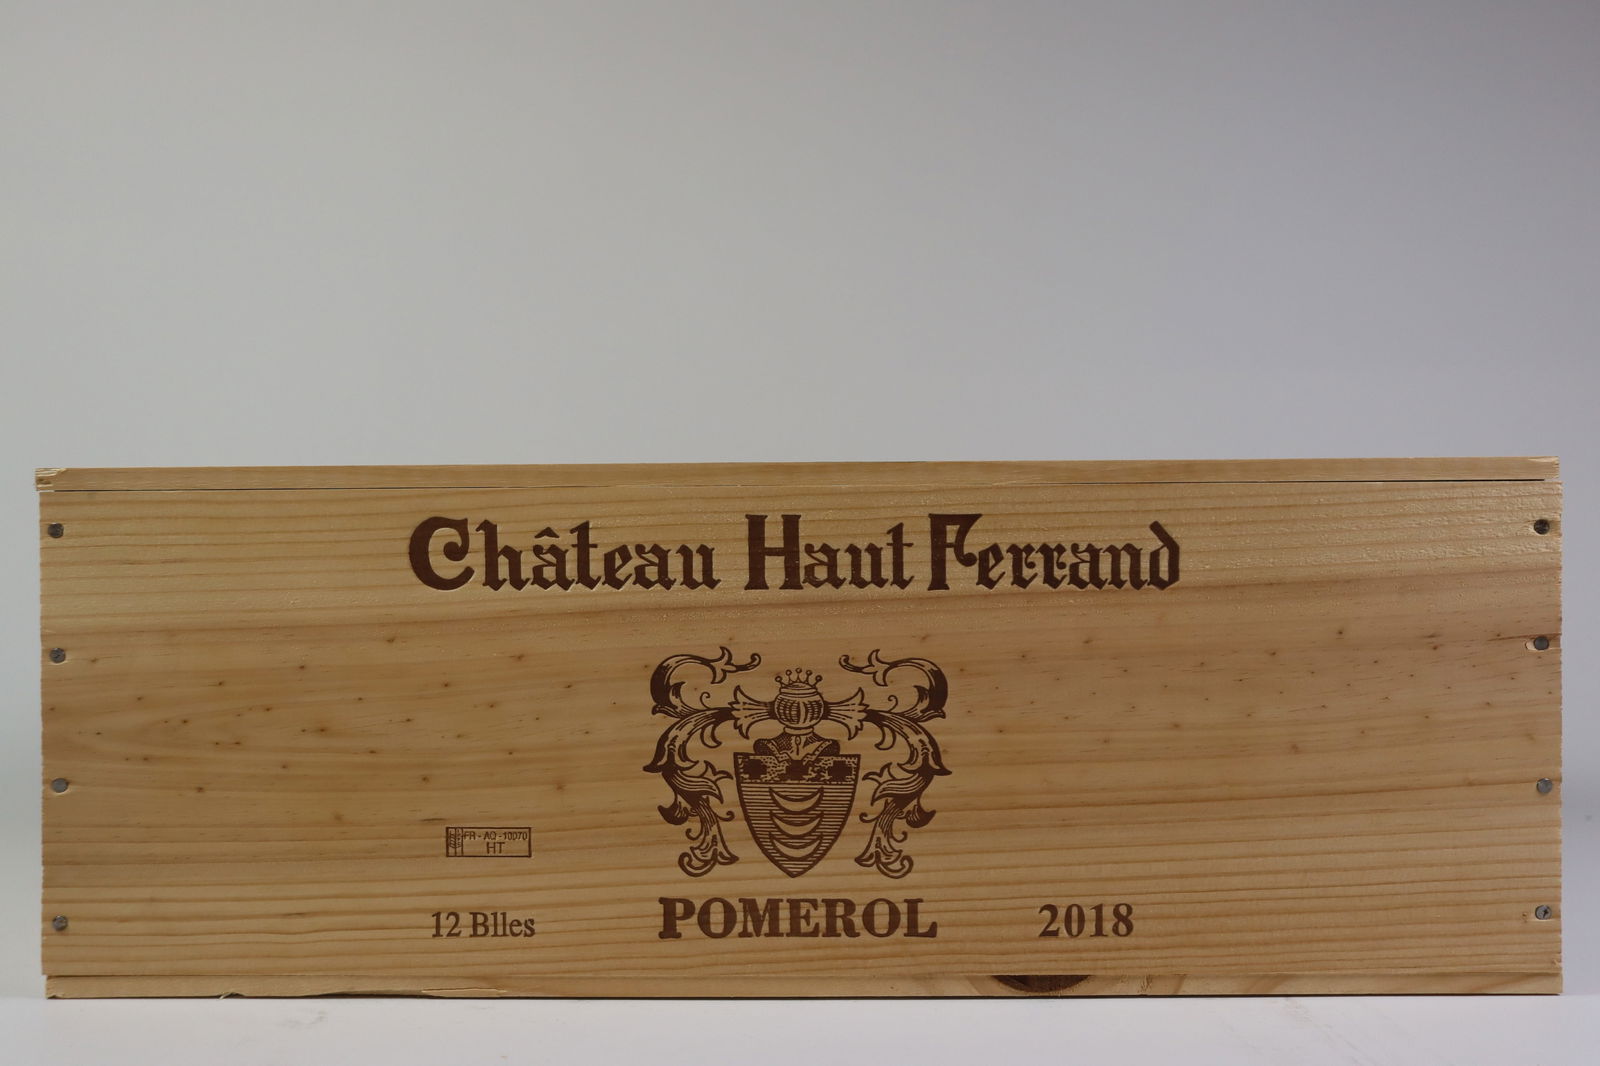 Château Haut Ferrand
FR - AQ - 10070
HT
12 Blles
POMEROL
2018